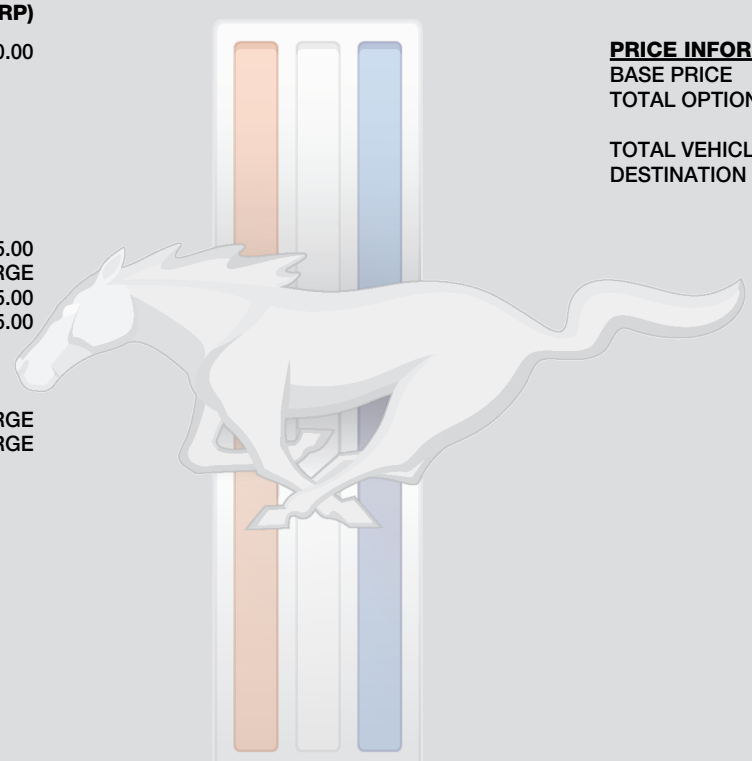 RP)
0.00
5.00
RGE
5.00
5.00
RGE
RGE
PRICE INFOR
BASE PRICE
TOTAL OPTION
TOTAL VEHICL
DESTINATION